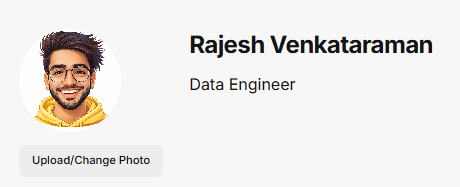 Rajesh Venkataraman
Data Engineer
Upload/Change Photo